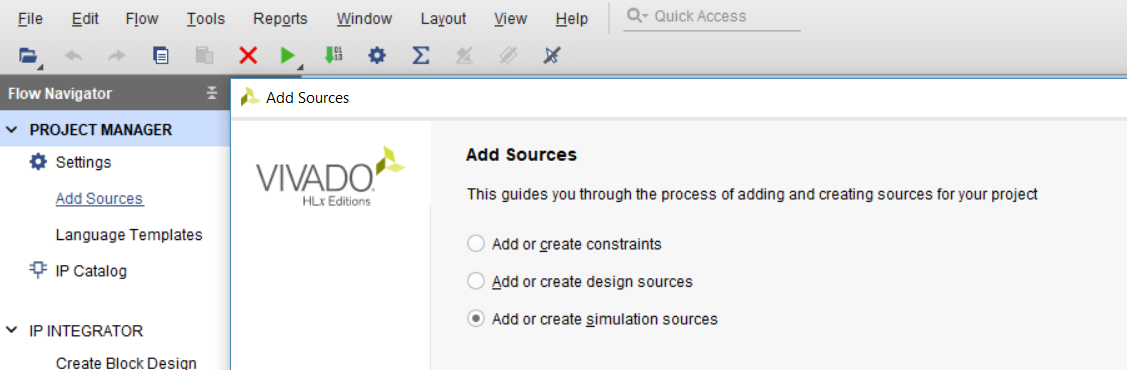 File Edit Flow Tools Reports Window Layout View Help Quick Access
Flow Navigator
PROJECT MANAGER
Settings
Add Sources
Language Templates
IP Catalog
IP INTEGRATOR
Create Block Design
Add Sources
VIVADO
HLx Editions
Add Sources
This guides you through the process of adding and creating sources for your project
Add or create constraints
Add or create design sources
Add or create simulation sources